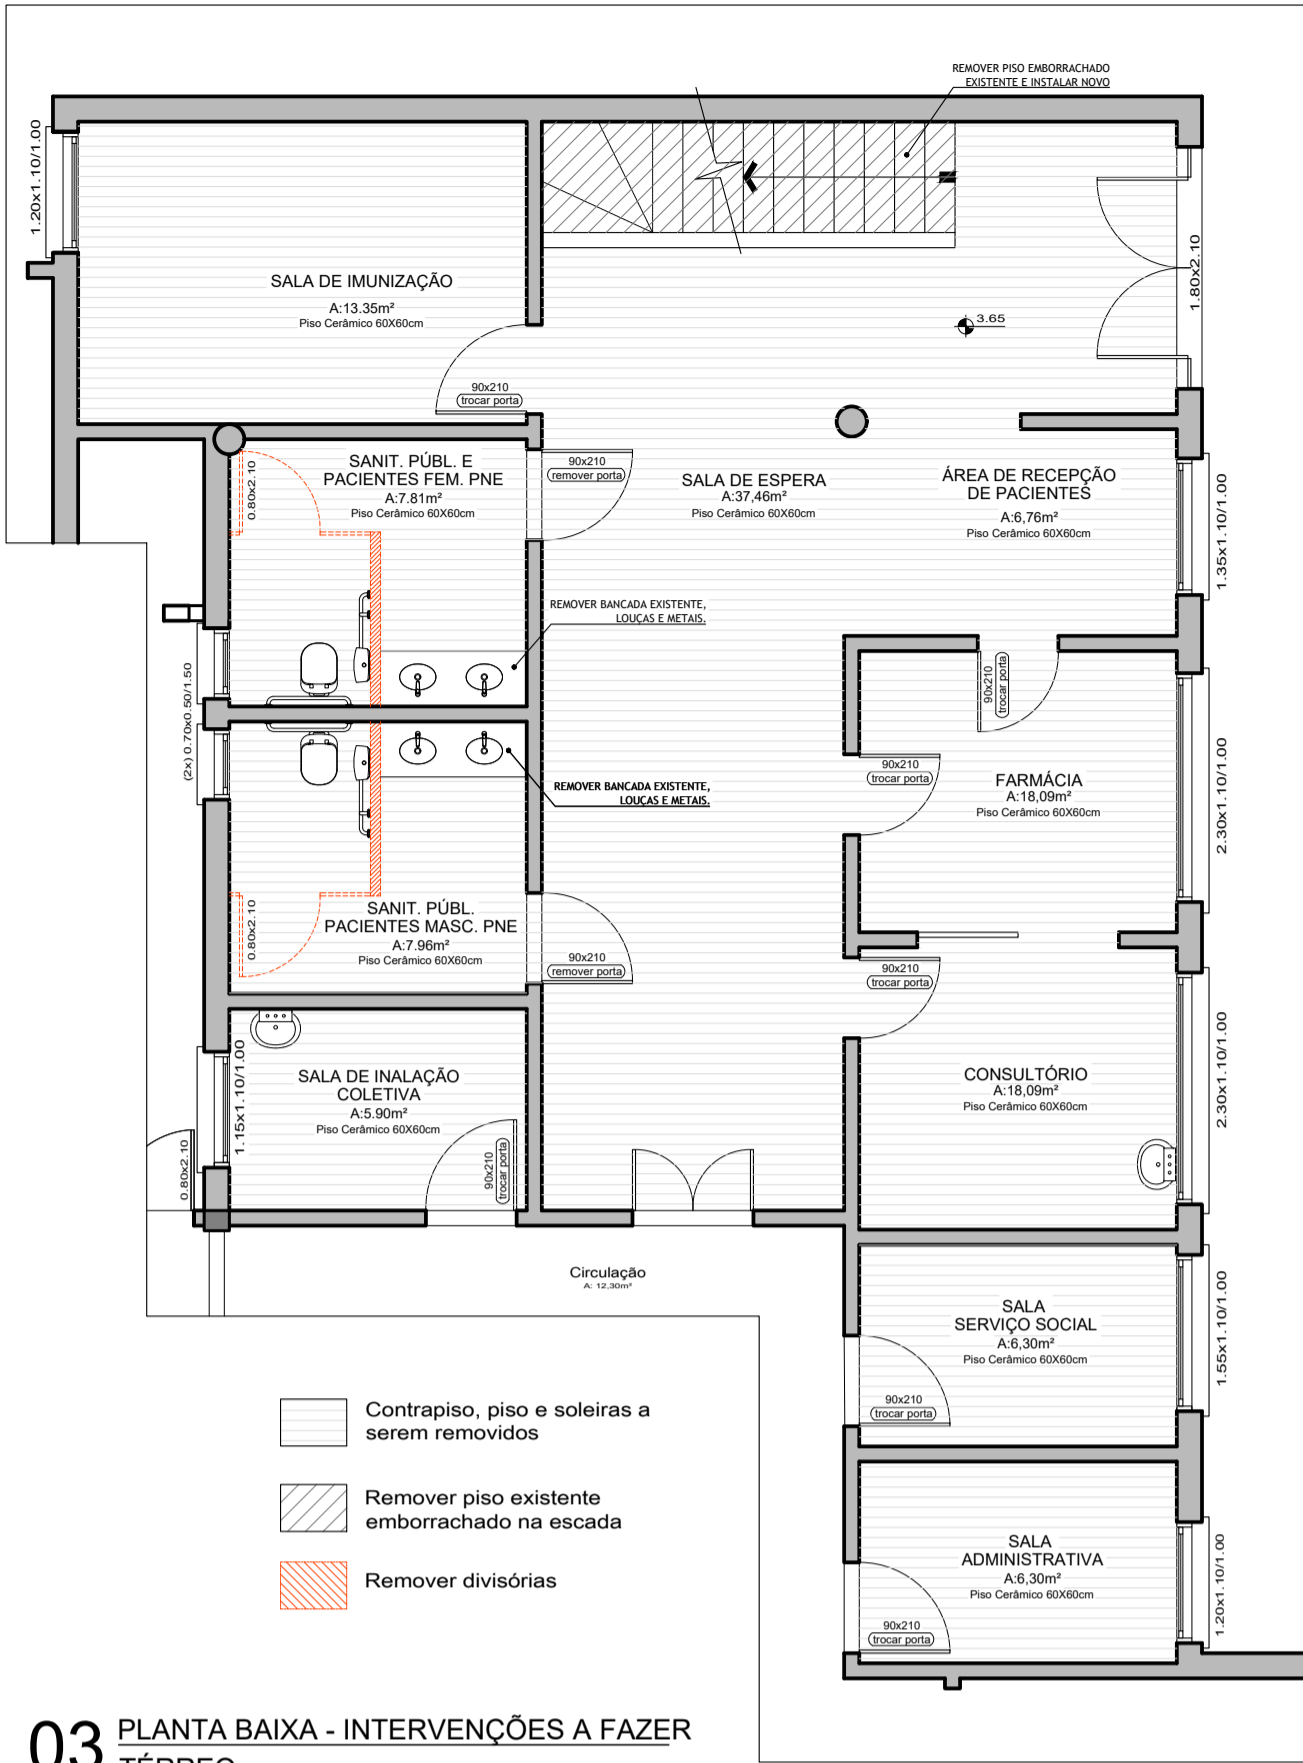 REMOVER PISO EMBORRACHADO
EXISTENTE E INSTALAR NOVO
1.20x1.10/1.00
1.80x2.10
SALA DE IMUNIZAÇÃO
A:13.35m²
Piso Cerâmico 60X60cm
3.65
90x210
trocar porta
SANIT. PÚBL. E
PACIENTES FEM. PNE
A:7.81m²
Piso Cerâmico 60X60cm
0.80x2.10
90x210
remover porta
SALA DE ESPERA
A:37,46m²
Piso Cerâmico 60X60cm
ÁREA DE RECEPÇÃO
DE PACIENTES
A:6,76m²
Piso Cerâmico 60X60cm
1.35x1.10/1.00
REMOVER BANCADA EXISTENTE,
LOUÇAS E METAIS.
(2x) 0.70x0.50/1.50
90x210
trocar porta
90x210
trocar porta
FARMÁCIA
A:18,09m²
Piso Cerâmico 60X60cm
2.30x1.10/1.00
REMOVER BANCADA EXISTENTE,
LOUÇAS E METAIS.
SANIT. PÚBL.
PACIENTES MASC. PNE
A:7.96m²
Piso Cerâmico 60X60cm
0.80x2.10
90x210
remover porta
90x210
trocar porta
SALA DE INALAÇÃO
COLETIVA
A:5.90m²
Piso Cerâmico 60X60cm
1.15x1.10/1.00
0.80x2.10
90x210
trocar porta
CONSULTÓRIO
A:18,09m²
Piso Cerâmico 60X60cm
2.30x1.10/1.00
Circulação
A: 12,30m²
SALA
SERVIÇO SOCIAL
A:6,30m²
Piso Cerâmico 60X60cm
1.55x1.10/1.00
90x210
trocar porta
Contrapiso, piso e soleiras a
serem removidos
Remover piso existente
emborrachado na escada
Remover divisórias
SALA
ADMINISTRATIVA
A:6,30m²
Piso Cerâmico 60X60cm
1.20x1.10/1.00
90x210
trocar porta
03 PLANTA BAIXA - INTERVENÇÕES A FAZER
TÉRREO